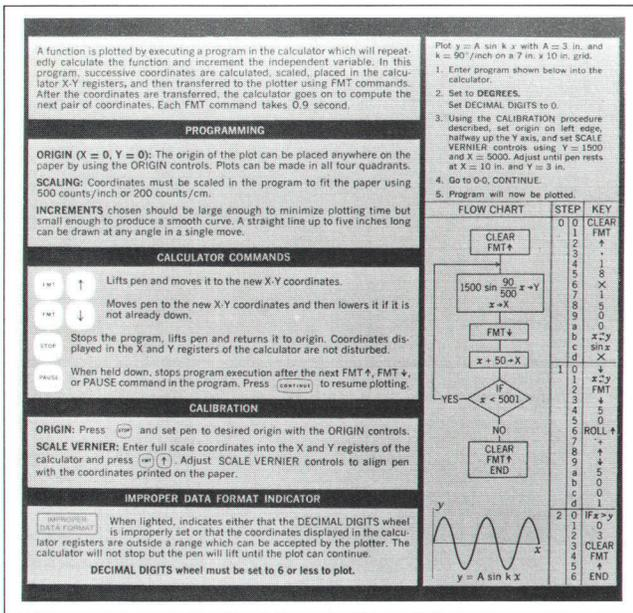 A function is plotted by executing a program in the calculator which will repeat-
edly calculate the function and increment the independent variable. In this
program, successive coordinates are calculated, scaled, placed in the calcu-
lator X-Y registers, and then transferred to the plotter using FMT commands.
After the coordinates are transferred, the calculator goes on to compute the
next pair of coordinates. Each FMT command takes 0.9 second.
PROGRAMMING
ORIGIN (X = 0, Y = 0): The origin of the plot can be placed anywhere on the
paper by using the ORIGIN controls. Plots can be made in all four quadrants.
SCALING: Coordinates must be scaled in the program to fit the paper using
500 counts/inch or 200 counts/cm.
INCREMENTS chosen should be large enough to minimize plotting time but
small enough to produce a smooth curve. A straight line up to five inches long
can be drawn at any angle in a single move.
CALCULATOR COMMANDS
FMT ↑ Lifts pen and moves it to the new X-Y coordinates.
FMT ↓ Moves pen to the new X-Y coordinates and then lowers it if it is
not already down.
STOP Stops the program, lifts pen and returns it to origin. Coordinates dis-
played in the X and Y registers of the calculator are not disturbed.
PAUSE When held down, stops program execution after the next FMT ↑, FMT ↓,
or PAUSE command in the program. Press CONTINUE to resume plotting.
CALIBRATION
ORIGIN: Press STOP and set pen to desired origin with the ORIGIN controls.
SCALE VERNIER: Enter full scale coordinates into the X and Y registers of the
calculator and press FMT ↑. Adjust SCALE VERNIER controls to align pen
with the coordinates printed on the paper.
IMPROPER DATA FORMAT INDICATOR
IMPROPER
DATA FORMAT
When lighted, indicates either that the DECIMAL DIGITS wheel
is improperly set or that the coordinates displayed in the calcu-
lator registers are outside a range which can be accepted by the plotter. The
calculator will not stop but the pen will lift until the plot can continue.
DECIMAL DIGITS wheel must be set to 6 or less to plot.
Plot y = A sin k x with A = 3 in. and
k = 90°/inch on a 7 in. x 10 in. grid.
1. Enter program shown below into the
calculator.
2. Set to DEGREES.
Set DECIMAL DIGITS to 0.
3. Using the CALIBRATION procedure
described, set origin on left edge,
halfway up the Y axis, and set SCALE
VERNIER controls using Y = 1500
and X = 5000. Adjust until pen rests
at X = 10 in. and Y = 3 in.
4. Go to 0-0, CONTINUE.
5. Program will now be plotted.
FLOW CHART
CLEAR
FMT↑
1500 sin 90/500 x→Y
x→X
FMT↓
x + 50→X
IF
x < 5001
YES
NO
CLEAR
FMT↑
END
y
x
y = A sin k x
STEP KEY
0 0 CLEAR
1 FMT
2 ↑
3 .
4 1
5 8
6 X
7 1
8 5
9 0
a 0
b x⇄y
c sin x
d X
1 0 ↓
1 x⇄y
2 FMT
3 ↓
4 5
5 0
6 ROLL ↑
7 +
8 ↑
9 ↓
a 5
b 0
c 0
d 1
2 0 IF x>y
1 0
2 3
3 CLEAR
4 FMT
5 ↑
6 END